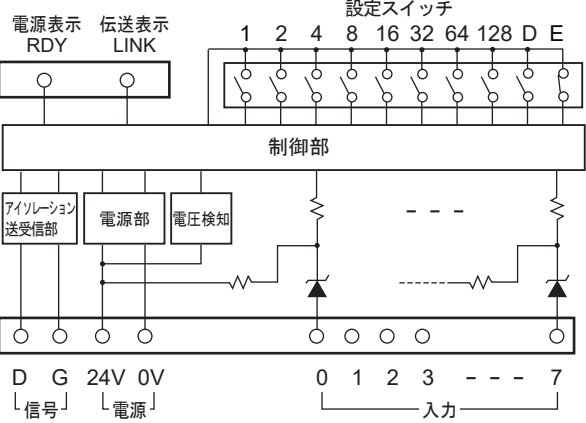 設定スイッチ
電源表示 伝送表示
RDY LINK
1 2 4 8 16 32 64 128 D E
制御部
アイソレーション
送受信部
電源部
電圧検知
D G 24V 0V 0 1 2 3 - - - 7
信号 電源 入力